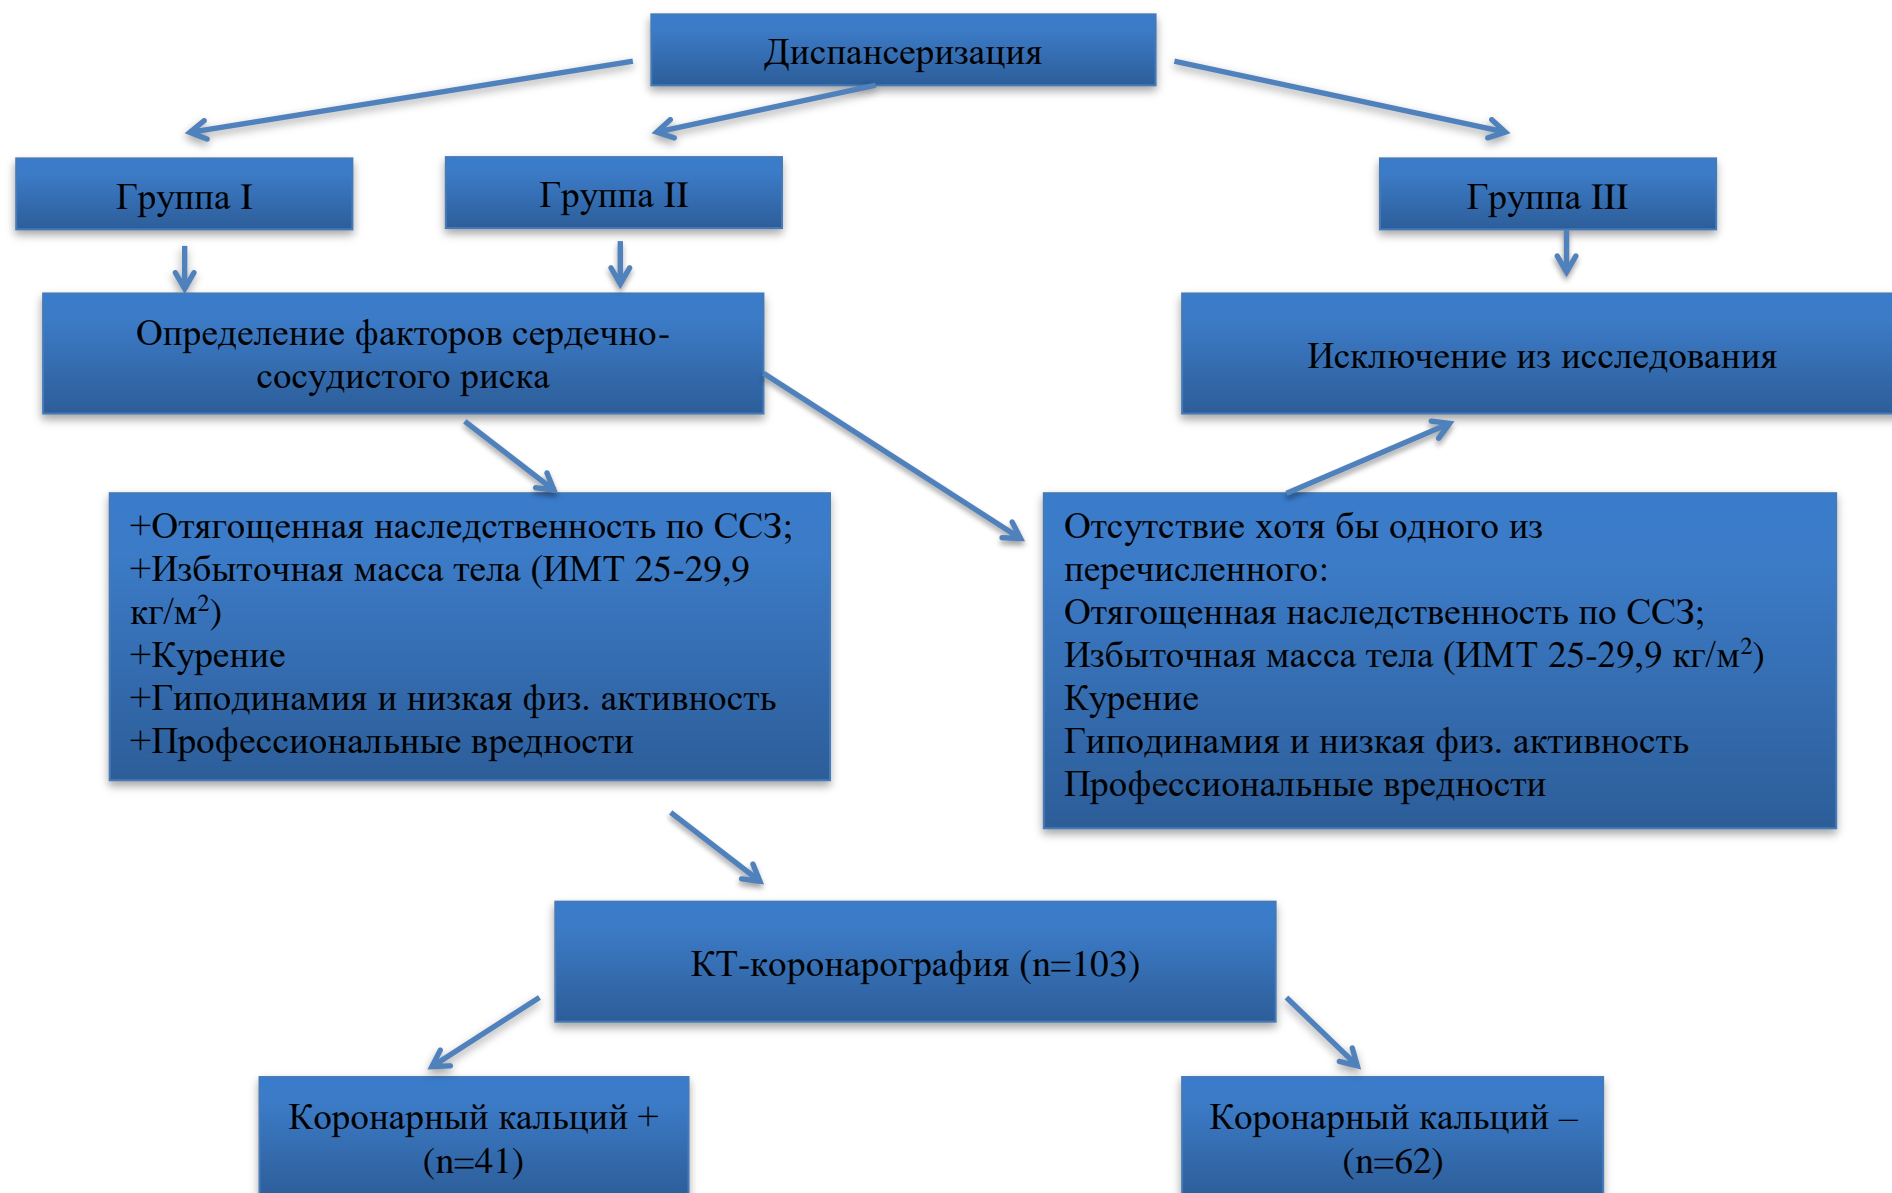 Диспансеризация
Группа I
Группа II
Группа III
Определение факторов сердечно-
сосудистого риска
Исключение из исследования
+Отягощенная наследственность по ССЗ;
+Избыточная масса тела (ИМТ 25-29,9
кг/м²)
+Курение
+Гиподинамия и низкая физ. активность
+Профессиональные вредности
Отсутствие хотя бы одного из
перечисленного:
Отягощенная наследственность по ССЗ;
Избыточная масса тела (ИМТ 25-29,9 кг/м²)
Курение
Гиподинамия и низкая физ. активность
Профессиональные вредности
КТ-коронарография (n=103)
Коронарный кальций +
(n=41)
Коронарный кальций –
(n=62)